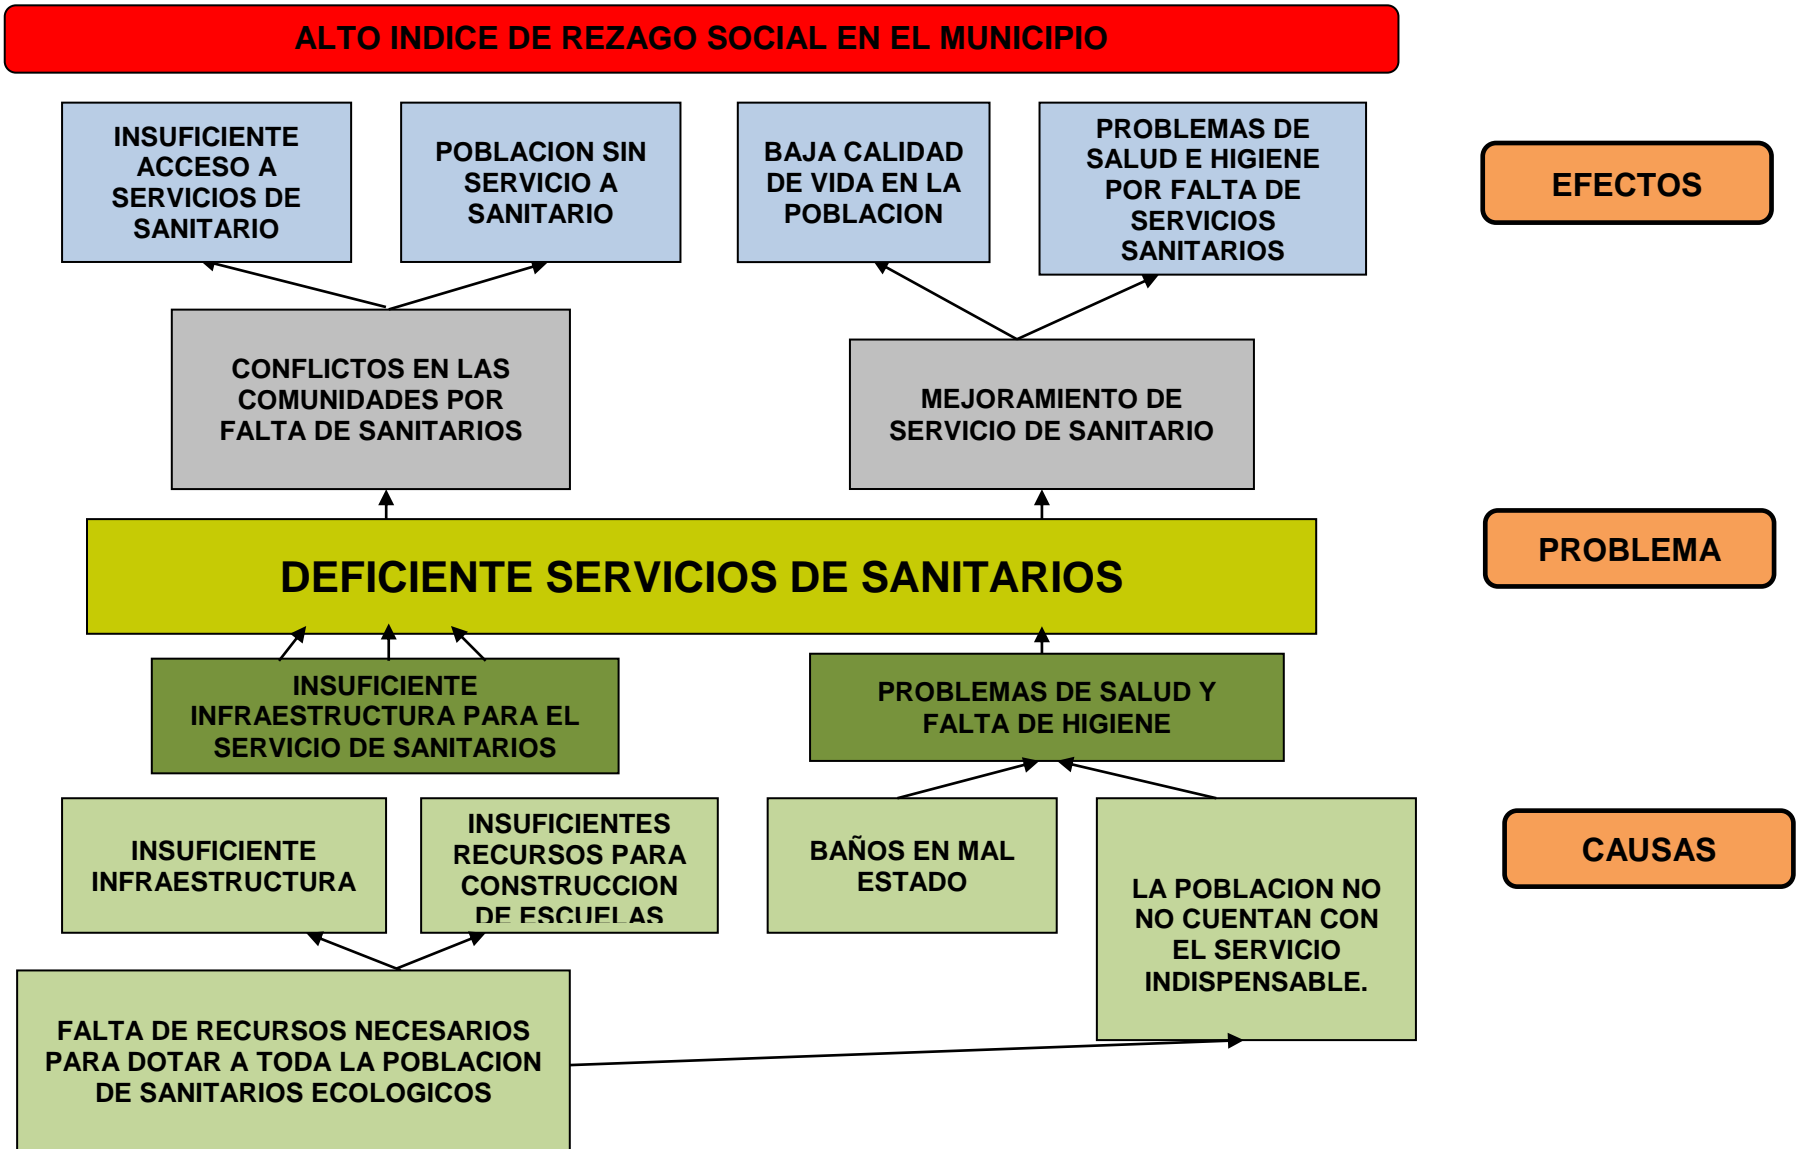 ALTO INDICE DE REZAGO SOCIAL EN EL MUNICIPIO
INSUFICIENTE
ACCESO A
SERVICIOS DE
SANITARIO
POBLACION SIN
SERVICIO A
SANITARIO
BAJA CALIDAD
DE VIDA EN LA
POBLACION
PROBLEMAS DE
SALUD E HIGIENE
POR FALTA DE
SERVICIOS
SANITARIOS
EFECTOS
CONFLICTOS EN LAS
COMUNIDADES POR
FALTA DE SANITARIOS
MEJORAMIENTO DE
SERVICIO DE SANITARIO
DEFICIENTE SERVICIOS DE SANITARIOS
PROBLEMA
INSUFICIENTE
INFRAESTRUCTURA PARA EL
SERVICIO DE SANITARIOS
PROBLEMAS DE SALUD Y
FALTA DE HIGIENE
INSUFICIENTE
INFRAESTRUCTURA
INSUFICIENTES
RECURSOS PARA
CONSTRUCCION
DE ESCUELAS
BAÑOS EN MAL
ESTADO
LA POBLACION NO
NO CUENTAN CON
EL SERVICIO
INDISPENSABLE.
CAUSAS
FALTA DE RECURSOS NECESARIOS
PARA DOTAR A TODA LA POBLACION
DE SANITARIOS ECOLOGICOS